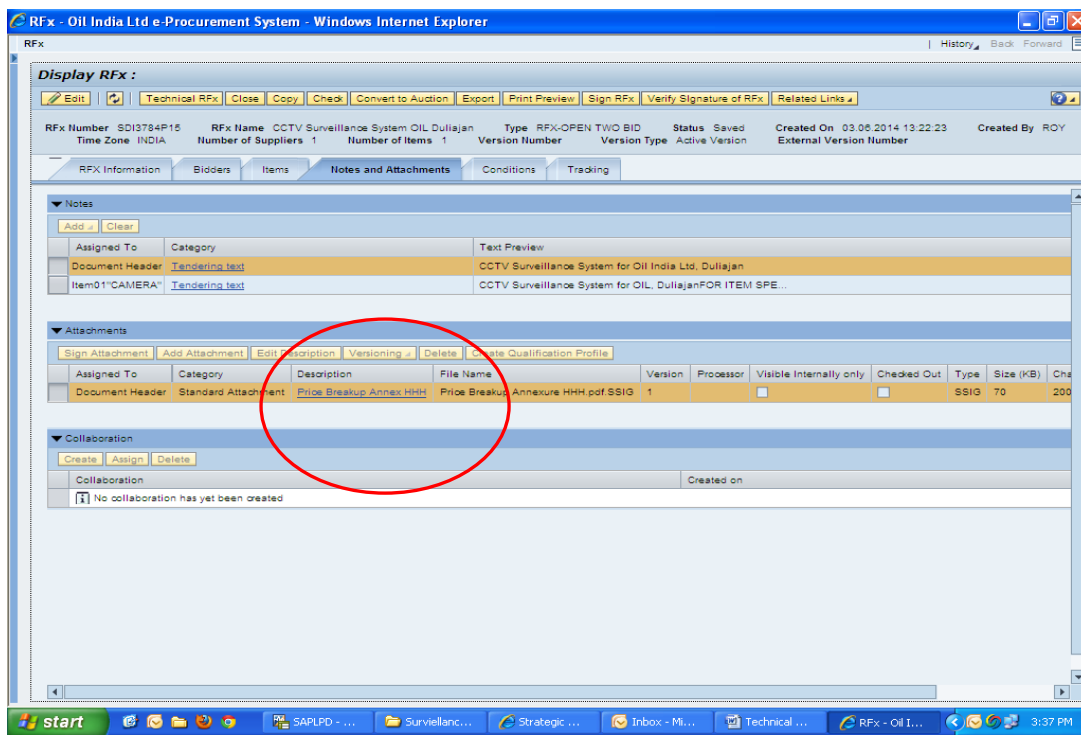 RFx - Oil India Ltd e-Procurement System - Windows Internet Explorer
RFx | History Back Forward
Display RFx :
Edit Technical RFx Close Copy Check Convert to Auction Export Print Preview Sign RFx Verify Signature of RFx Related Links
RFx Number SDI3784P15 RFx Name CCTV Surveillance System OIL Duliajan Type RFX-OPEN TWO BID Status Saved Created On 03.06.2014 13:22:23 Created By ROY
Time Zone INDIA Number of Suppliers 1 Number of Items 1 Version Number Version Type Active Version External Version Number
RFX Information Bidders Items Notes and Attachments Conditions Tracking
Notes
Add Clear
Assigned To Category Text Preview
Document Header Tendering text CCTV Surveillance System for Oil India Ltd, Duliajan
Item01"CAMERA" Tendering text CCTV Surveillance System for OIL, DuliajanFOR ITEM SPE...
Attachments
Sign Attachment Add Attachment Edit Description Versioning Delete Create Qualification Profile
Assigned To Category Description File Name Version Processor Visible Internally only Checked Out Type Size (KB) Cha
Document Header Standard Attachment Price Breakup Annex HHH Price Breakup Annexure HHH.pdf.SSIG 1 SSIG 70 200
Collaboration
Create Assign Delete
Collaboration Created on
No collaboration has yet been created
start SAPLPD - ... Surviellanc... Strategic ... Inbox - Mi... Technical ... RFx - Oil I... 3:37 PM